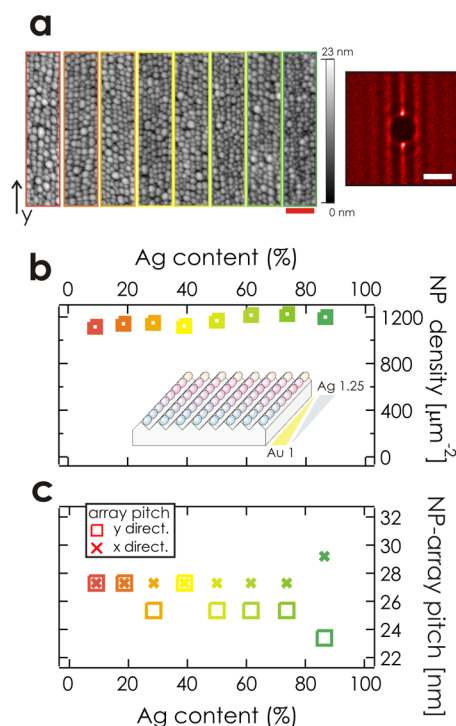 a
23 nm
0 nm
y
b
Ag content (%)
0 20 40 60 80 100
1200
800
400
0
NP density [μm⁻²]
Ag 1.25
Au 1
c
array pitch
y direct.
x direct.
32
30
28
26
24
22
NP-array pitch [nm]
0 20 40 60 80 100
Ag content (%)